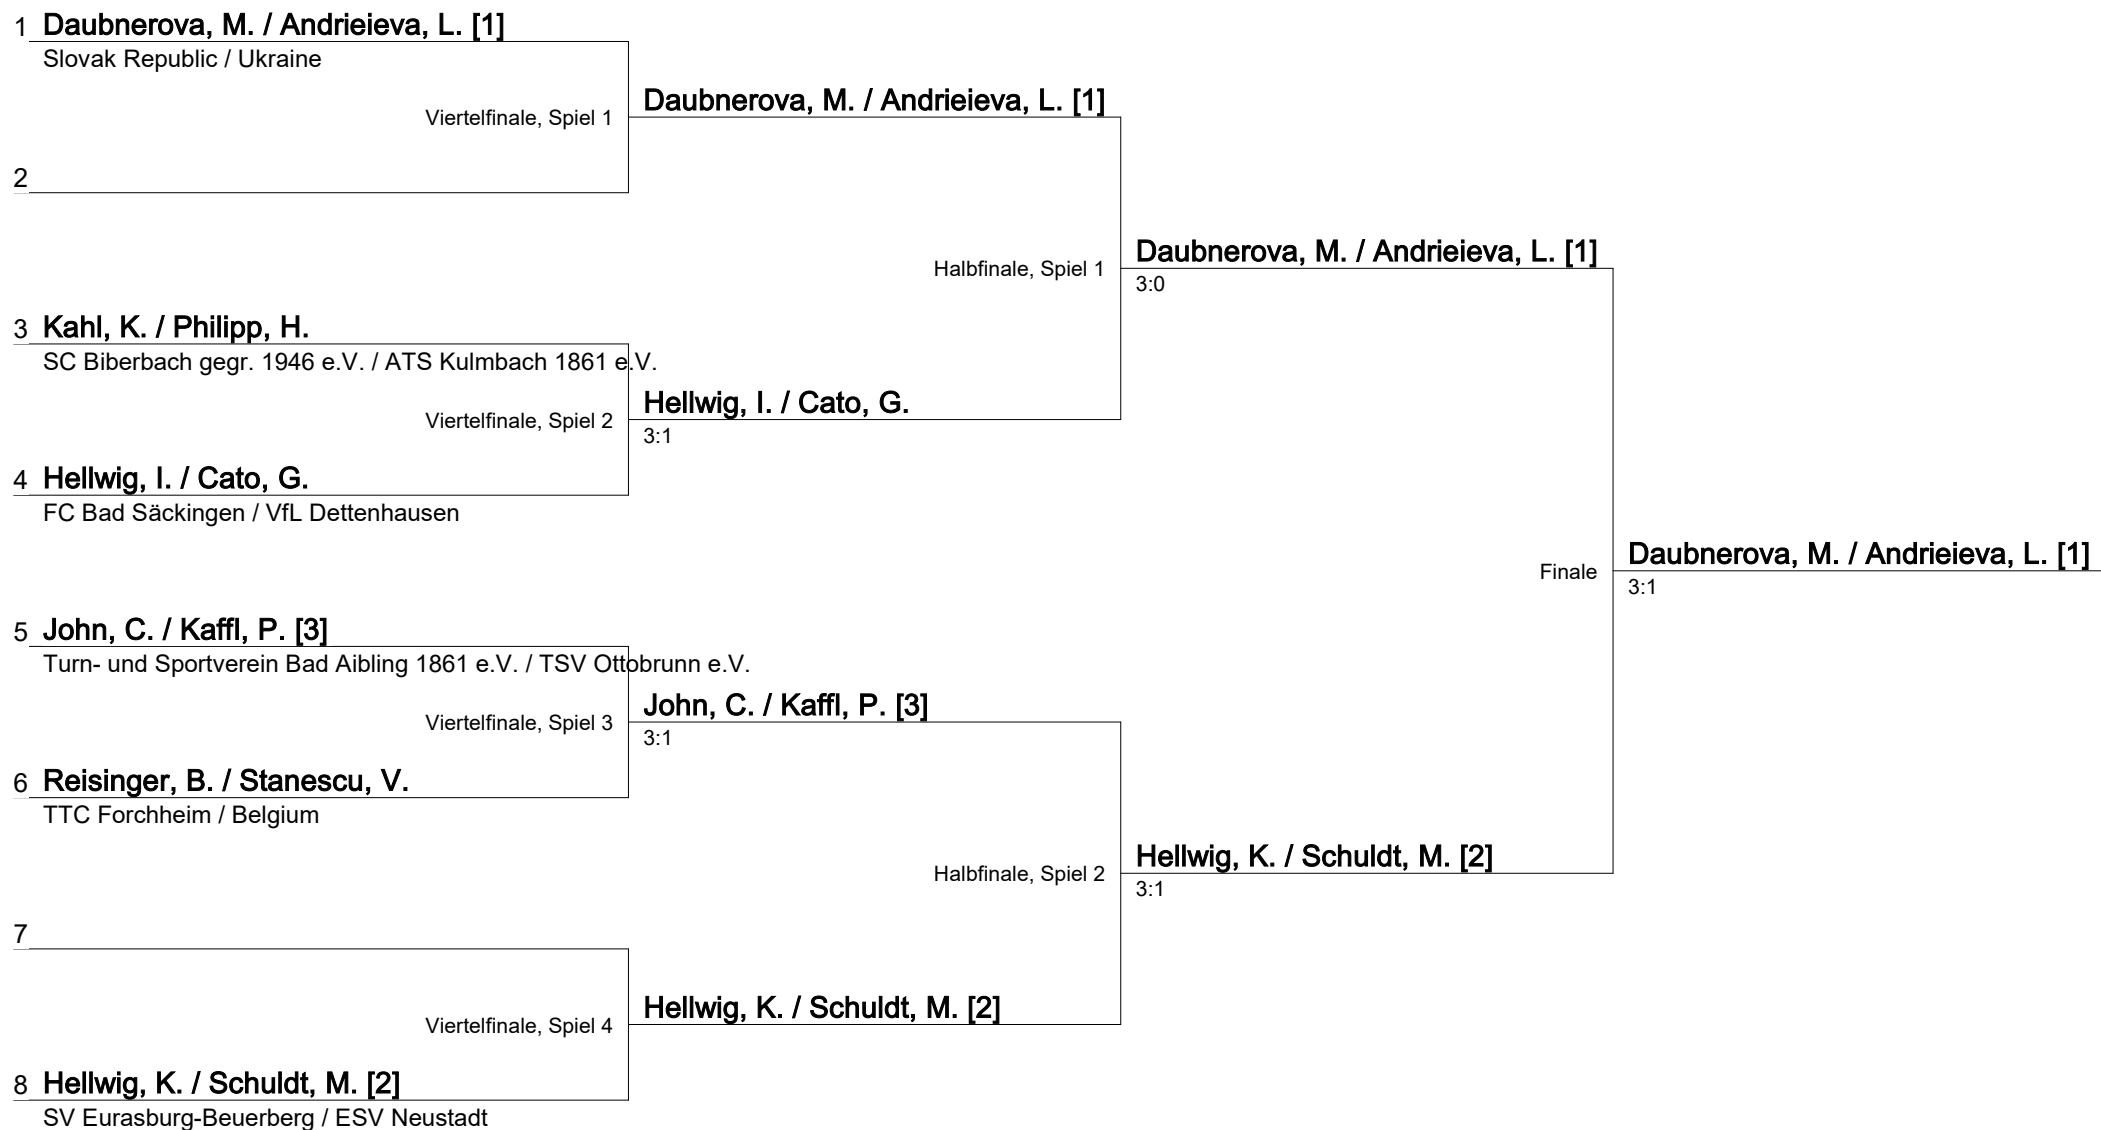 1 Daubnerova, M. / Andrieieva, L. [1]
Slovak Republic / Ukraine
Viertelfinale, Spiel 1
Daubnerova, M. / Andrieieva, L. [1]
2
Halbfinale, Spiel 1
Daubnerova, M. / Andrieieva, L. [1]
3:0
3 Kahl, K. / Philipp, H.
SC Biberbach gegr. 1946 e.V. / ATS Kulmbach 1861 e.V.
Viertelfinale, Spiel 2
Hellwig, I. / Cato, G.
3:1
4 Hellwig, I. / Cato, G.
FC Bad Säckingen / VfL Dettenhausen
Finale
Daubnerova, M. / Andrieieva, L. [1]
3:1
5 John, C. / Kaffl, P. [3]
Turn- und Sportverein Bad Aibling 1861 e.V. / TSV Ottobrunn e.V.
Viertelfinale, Spiel 3
John, C. / Kaffl, P. [3]
3:1
6 Reisinger, B. / Stanescu, V.
TTC Forchheim / Belgium
Halbfinale, Spiel 2
Hellwig, K. / Schuldt, M. [2]
3:1
7
Viertelfinale, Spiel 4
Hellwig, K. / Schuldt, M. [2]
8 Hellwig, K. / Schuldt, M. [2]
SV Eurasburg-Beuerberg / ESV Neustadt